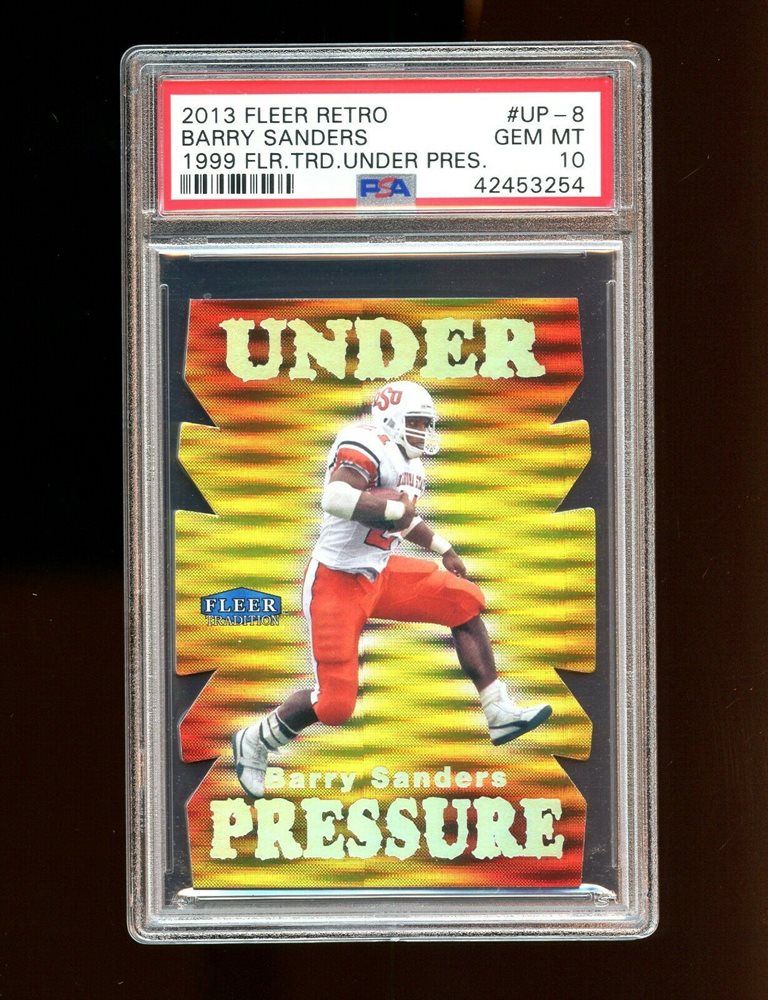 2013 FLEER RETRO #UP-8
BARRY SANDERS GEM MT
1999 FLR.TRD.UNDER PRES. 10
PSA 42453254
UNDER
OSU
FLEER
TRADITION
Barry Sanders
PRESSURE